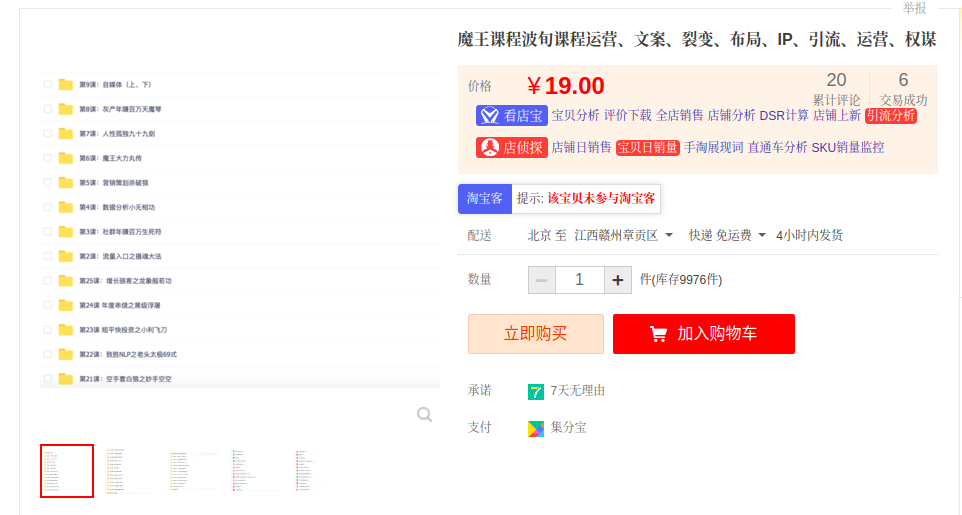 举报
魔王课程波旬课程运营、文案、裂变、布局、IP、引流、运营、权谋
价格
¥19.00
20
累计评论
6
交易成功
看店宝 宝贝分析 评价下载 全店销售 店铺分析 DSR计算 店铺上新 引流分析
店侦探 店铺日销售 宝贝日销量 手淘展现词 直通车分析 SKU销量监控
淘宝客 提示: 该宝贝未参与淘宝客
配送 北京 至 江西赣州章贡区 快递 免运费 4小时内发货
数量 − 1 + 件(库存9976件)
立即购买 加入购物车
承诺 7天无理由
支付 集分宝
第9课：自媒体（上、下）
第8课：灰产年赚百万天魔琴
第7课：人性孤独九十九剑
第6课：魔王大力丸传
第5课：营销策划杀破狼
第4课：数据分析小无相功
第3课：社群年赚百万生死符
第2课：流量入口之摄魂大法
第25课：增长骇客之龙象般若功
第24课 年度串烧之黑级浮屠
第23课 短平快投资之小利飞刀
第22课：致胜NLP之老头太极69式
第21课：空手套白狼之妙手空空